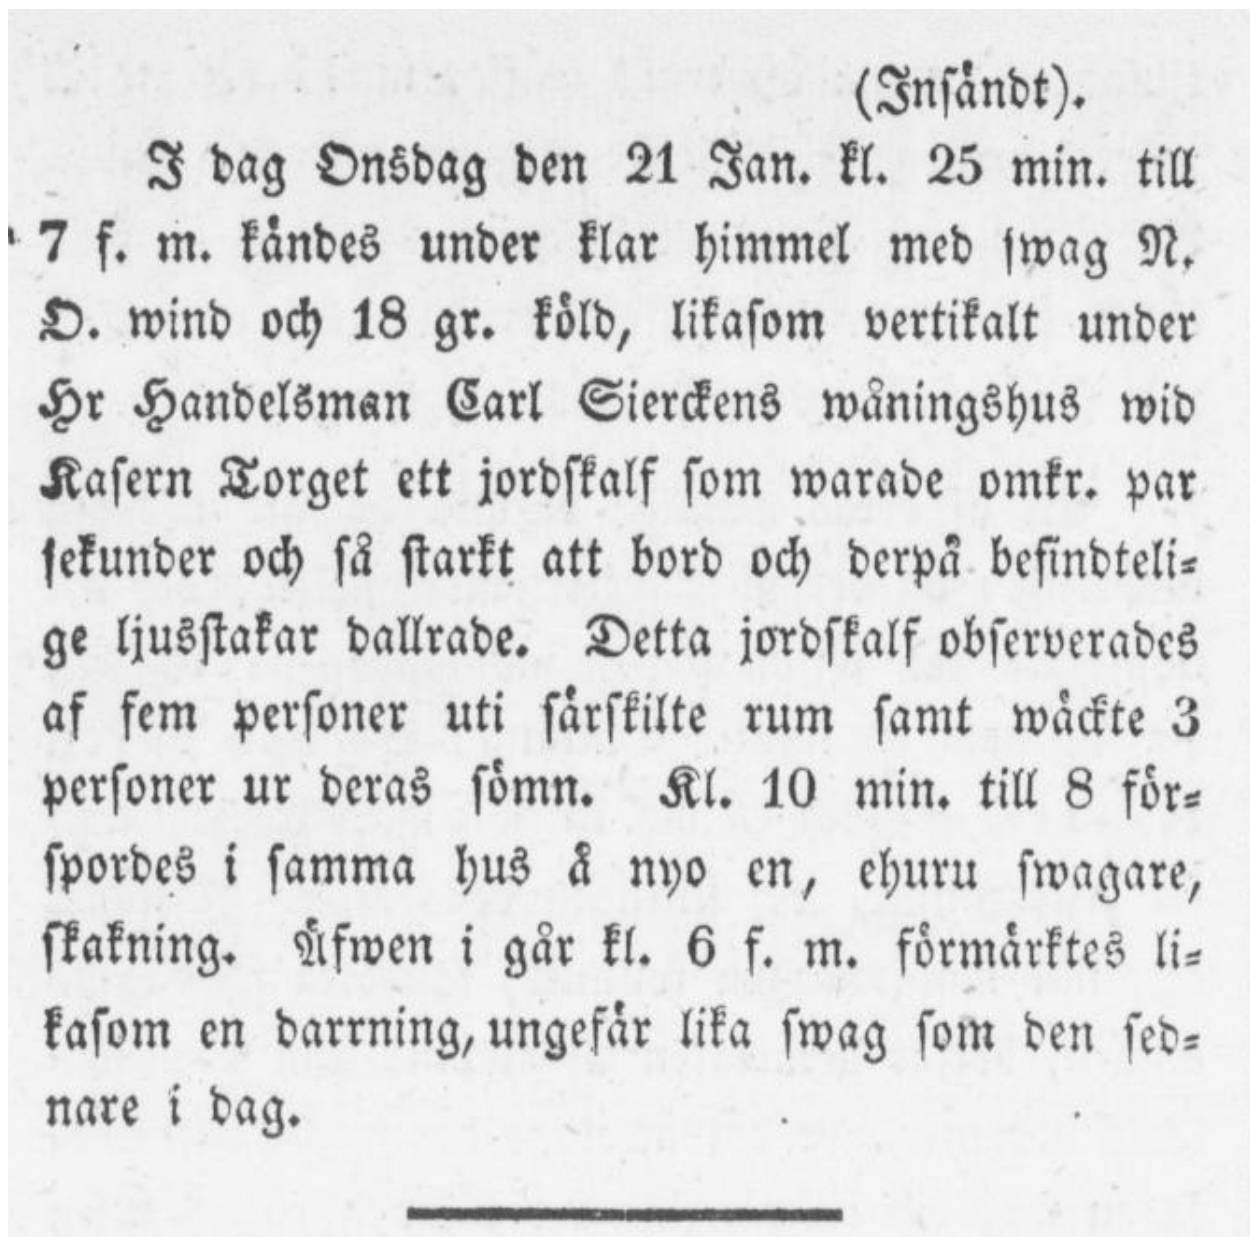 (Insändt).
I dag Onsdag den 21 Jan. kl. 25 min. till
7 f. m. kändes under klar himmel med swag N.
O. wind och 18 gr. köld, likasom vertikalt under
Hr Handelsman Carl Sierckens wåningshus wid
Kasern Torget ett jordskalf som warade omkr. par
sekunder och så starkt att bord och derpå befindteli-
ge ljusstakar dallrade. Detta jordskalf observerades
af fem personer uti särskilte rum samt wäckte 3
personer ur deras sömn. Kl. 10 min. till 8 för-
spordes i samma hus å nyo en, ehuru swagare,
skakning. Äfwen i går kl. 6 f. m. förmärktes li-
kasom en darrning, ungefär lika swag som den sed-
nare i dag.